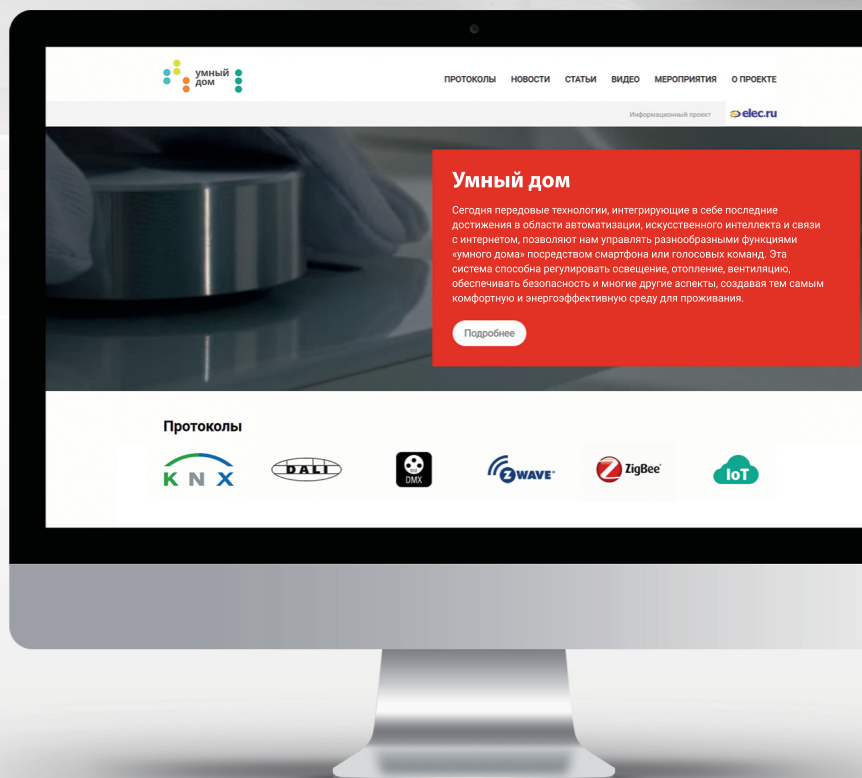 умный
дом
ПРОТОКОЛЫ НОВОСТИ СТАТЬИ ВИДЕО МЕРОПРИЯТИЯ О ПРОЕКТЕ
Информационный проект elec.ru
Умный дом
Сегодня передовые технологии, интегрирующие в себе последние
достижения в области автоматизации, искусственного интеллекта и связи
с интернетом, позволяют нам управлять разнообразными функциями
«умного дома» посредством смартфона или голосовых команд. Эта
система способна регулировать освещение, отопление, вентиляцию,
обеспечивать безопасность и многие другие аспекты, создавая тем самым
комфортную и энергоэффективную среду для проживания.
Подробнее
Протоколы
KNX DALI DMX Z WAVE ZigBee IoT